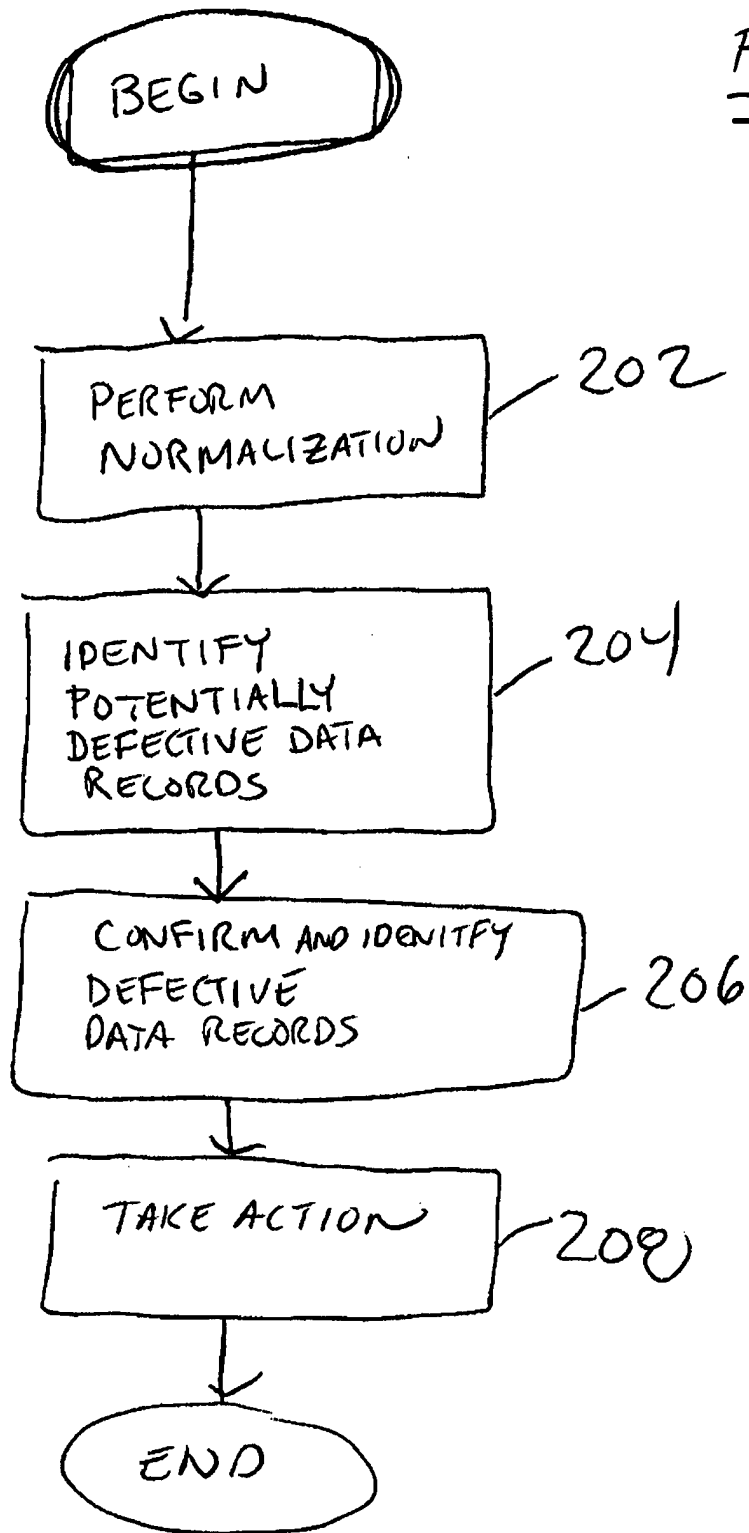 BEGIN
PERFORM
NORMALIZATION
202
IDENTIFY
POTENTIALLY
DEFECTIVE DATA
RECORDS
204
CONFIRM AND IDENITFY
DEFECTIVE
DATA RECORDS
206
TAKE ACTION
208
END